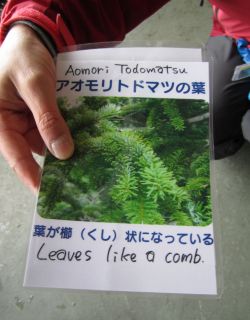 Aomori Todomatsu
アオモリトドマツの葉
葉が櫛（くし）状になっている
Leaves like a comb.